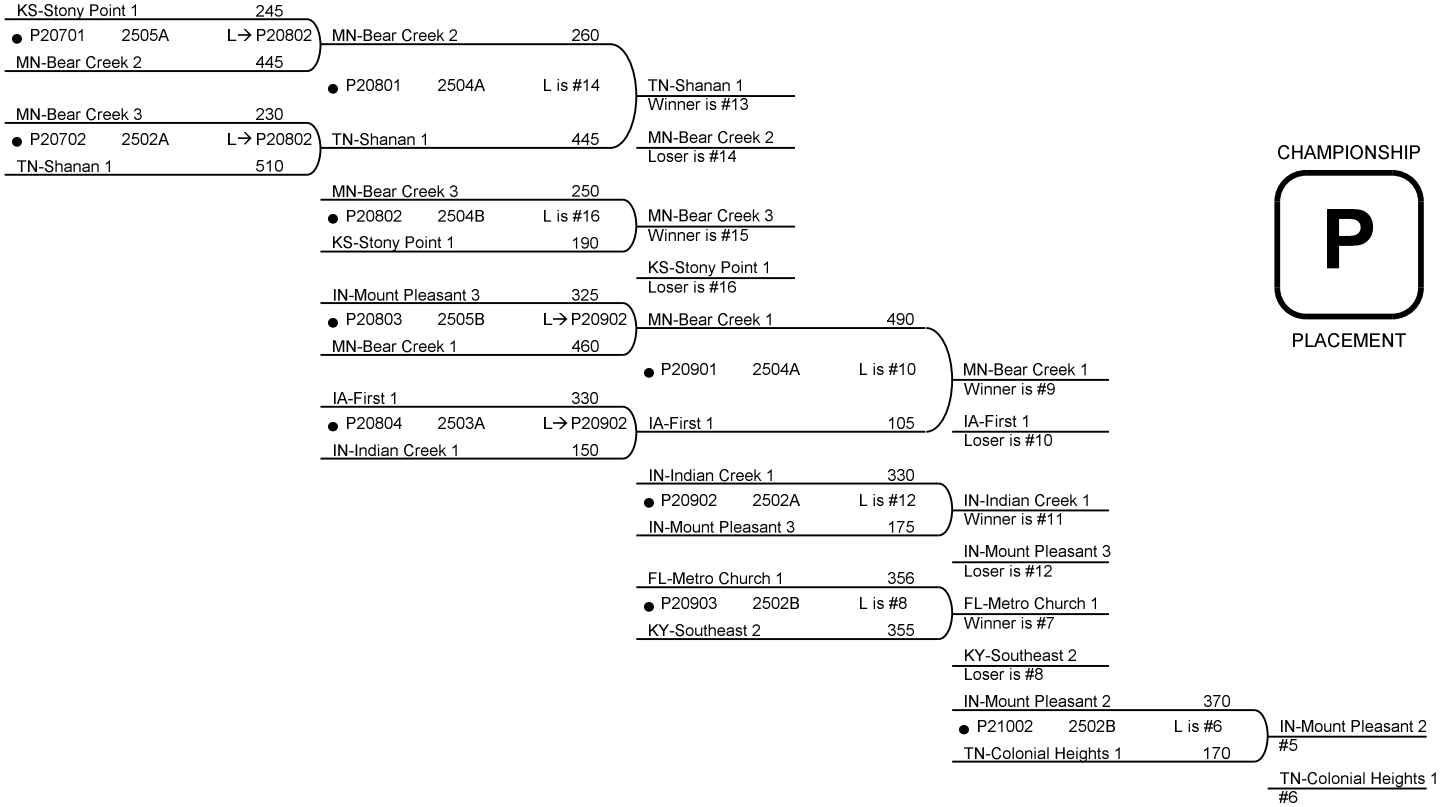 KS-Stony Point 1 245
P20701 2505A L→ P20802
MN-Bear Creek 2 445
MN-Bear Creek 3 230
P20702 2502A L→ P20802
TN-Shanan 1 510
MN-Bear Creek 2 260
P20801 2504A L is #14
TN-Shanan 1 445
TN-Shanan 1
Winner is #13
MN-Bear Creek 2
Loser is #14
MN-Bear Creek 3 250
P20802 2504B L is #16
KS-Stony Point 1 190
MN-Bear Creek 3
Winner is #15
KS-Stony Point 1
Loser is #16
IN-Mount Pleasant 3 325
P20803 2505B L→ P20902
MN-Bear Creek 1 460
IA-First 1 330
P20804 2503A L→ P20902
IN-Indian Creek 1 150
MN-Bear Creek 1 490
P20901 2504A L is #10
IA-First 1 105
MN-Bear Creek 1
Winner is #9
IA-First 1
Loser is #10
IN-Indian Creek 1 330
P20902 2502A L is #12
IN-Mount Pleasant 3 175
IN-Indian Creek 1
Winner is #11
IN-Mount Pleasant 3
Loser is #12
FL-Metro Church 1 356
P20903 2502B L is #8
KY-Southeast 2 355
FL-Metro Church 1
Winner is #7
KY-Southeast 2
Loser is #8
IN-Mount Pleasant 2 370
P21002 2502B L is #6
TN-Colonial Heights 1 170
IN-Mount Pleasant 2
#5
TN-Colonial Heights 1
#6
CHAMPIONSHIP
P
PLACEMENT